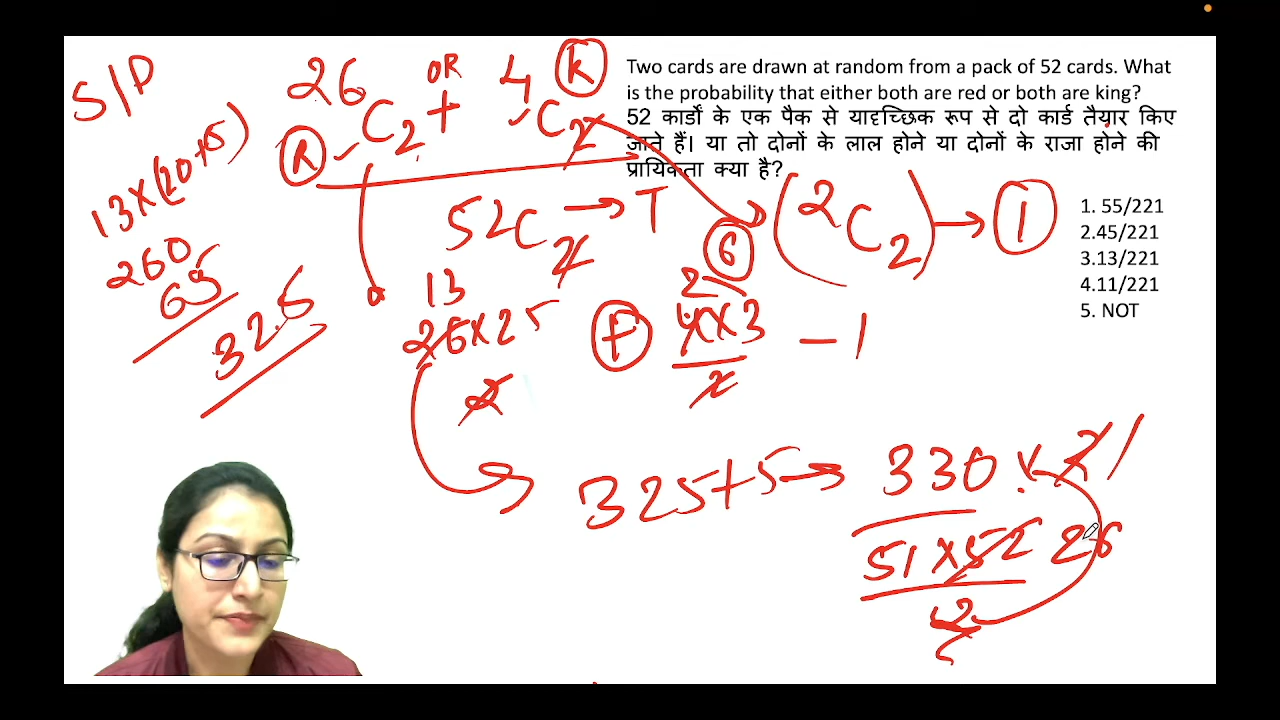 Two cards are drawn at random from a pack of 52 cards. What
is the probability that either both are red or both are king?
52 कार्डों के एक पैक से यादृच्छिक रूप से दो कार्ड तैयार किए
जाते हैं। या तो दोनों के लाल होने या दोनों के राजा होने की
प्रायिकता क्या है?
1. 55/221
2.45/221
3.13/221
4.11/221
5. NOT
S/D
26 C 2 OR + 4 C 2 K
R
52C2 → T
(2C2) → 1
13×(20+5)
260
65
325
13
26×25
2
+
6
2
4×3
2
- 1
325+5 → 330 × 2
51×52 26
2